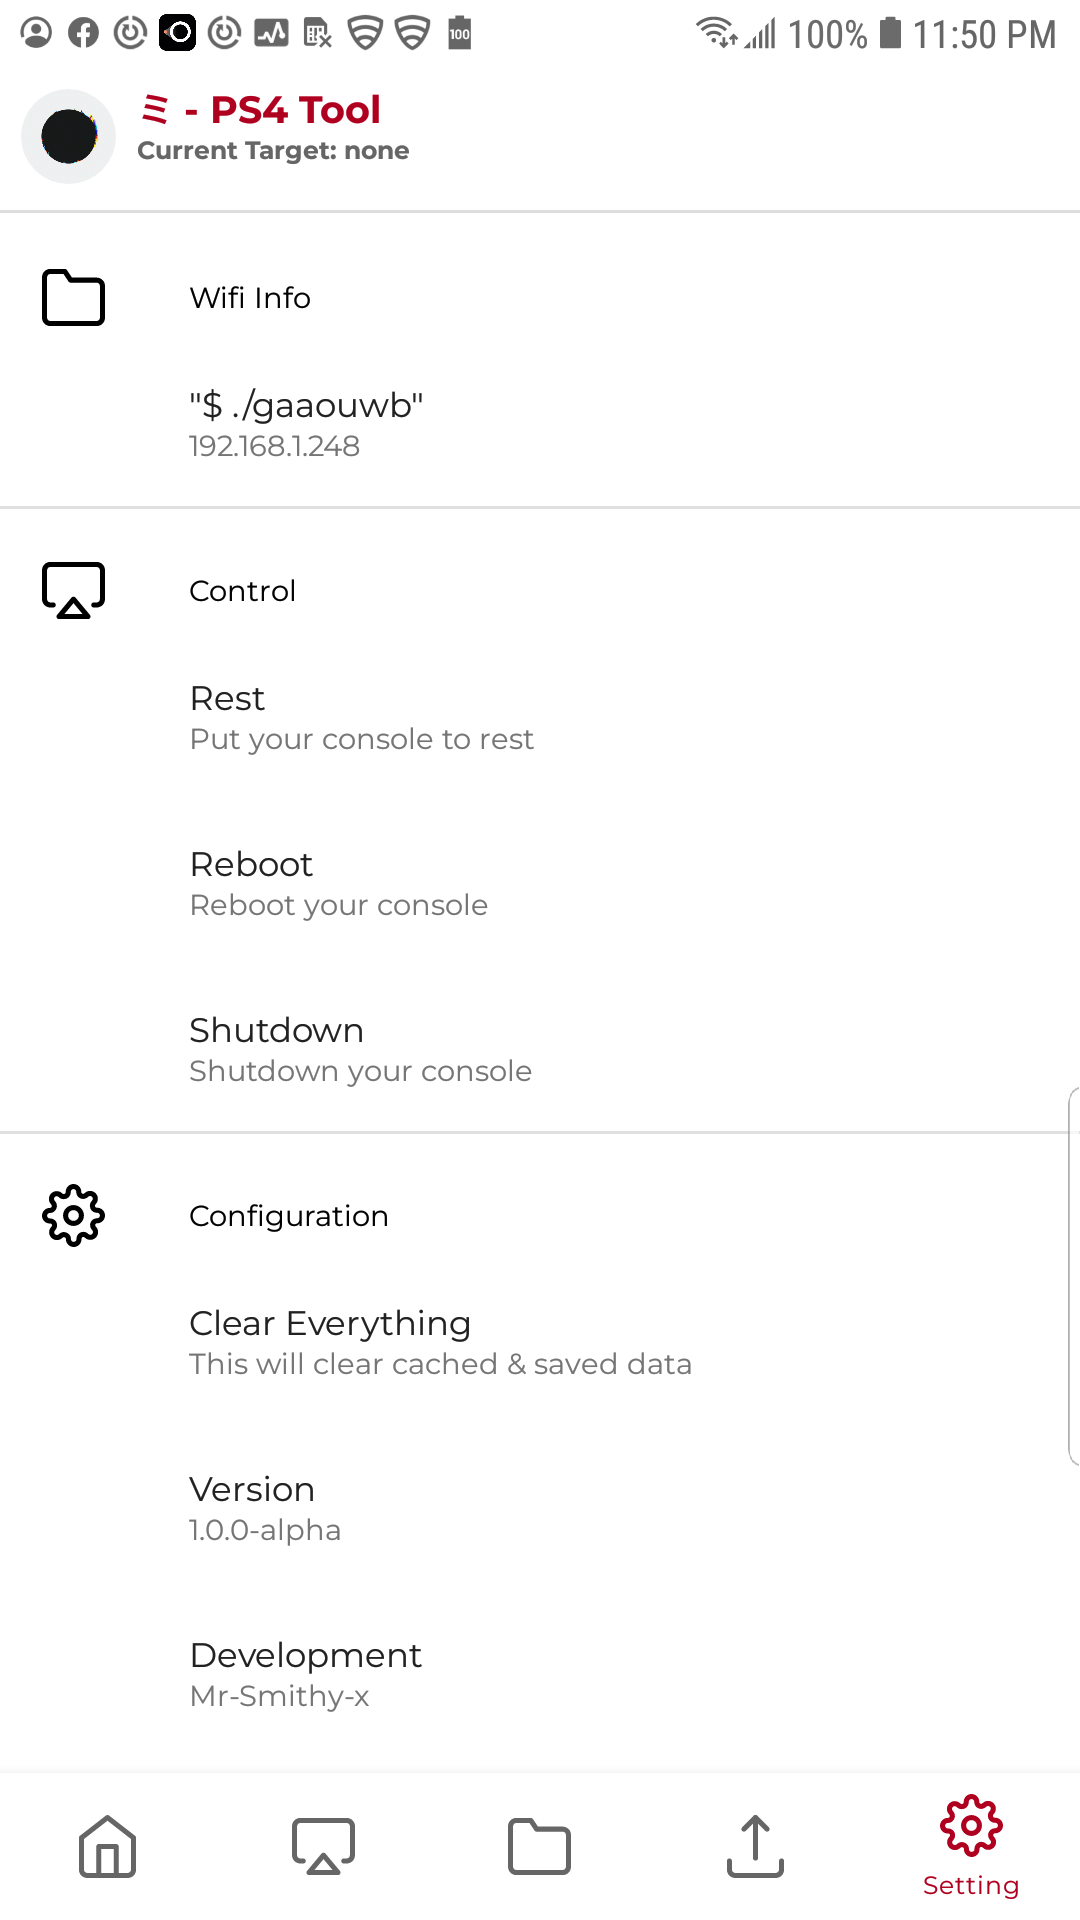 100
100%
11:50 PM
ミ - PS4 Tool
Current Target: none
Wifi Info
"$ ./gaaouwb"
192.168.1.248
Control
Rest
Put your console to rest
Reboot
Reboot your console
Shutdown
Shutdown your console
Configuration
Clear Everything
This will clear cached & saved data
Version
1.0.0-alpha
Development
Mr-Smithy-x
Setting